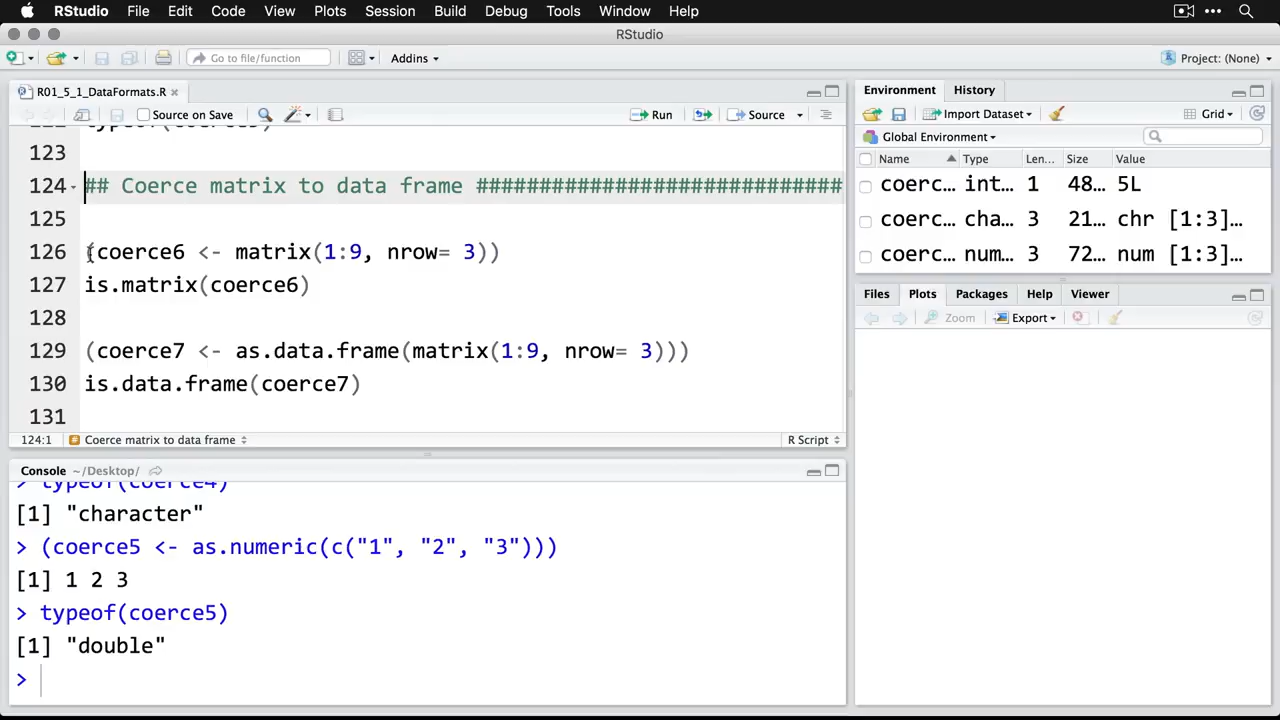 RStudio File Edit Code View Plots Session Build Debug Tools Window Help
RStudio
Go to file/function Addins Project: (None)
R01_5_1_DataFormats.R
Source on Save Run Source
122 typeof(coerce5)
123
124 ## Coerce matrix to data frame #############################
125
126 (coerce6 <- matrix(1:9, nrow= 3))
127 is.matrix(coerce6)
128
129 (coerce7 <- as.data.frame(matrix(1:9, nrow= 3)))
130 is.data.frame(coerce7)
131
124:1 Coerce matrix to data frame R Script
Console ~/Desktop/
> typeof(coerce4)
[1] "character"
> (coerce5 <- as.numeric(c("1", "2", "3")))
[1] 1 2 3
> typeof(coerce5)
[1] "double"
>
Environment History
Import Dataset Grid
Global Environment
Name Type Len... Size Value
coerc... int... 1 48... 5L
coerc... cha... 3 21... chr [1:3]...
coerc... num... 3 72... num [1:3]...
Files Plots Packages Help Viewer
Zoom Export